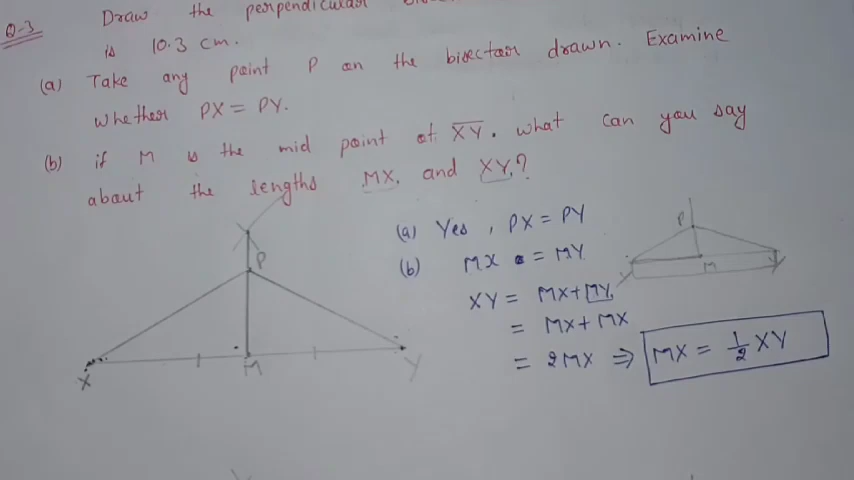 Q-3
Draw the perpendicular
is 10.3 cm.
(a) Take any point P on the bisector drawn. Examine
whether PX = PY.
(b) if M is the mid point of XY. what can you say
about the lengths MX, and XY?
(a) Yes, PX = PY
(b) MX = MY
XY = MX + MY
= MX + MX
= 2MX ⇒ MX = 1/2 XY
P
X M Y
P
M
X Y